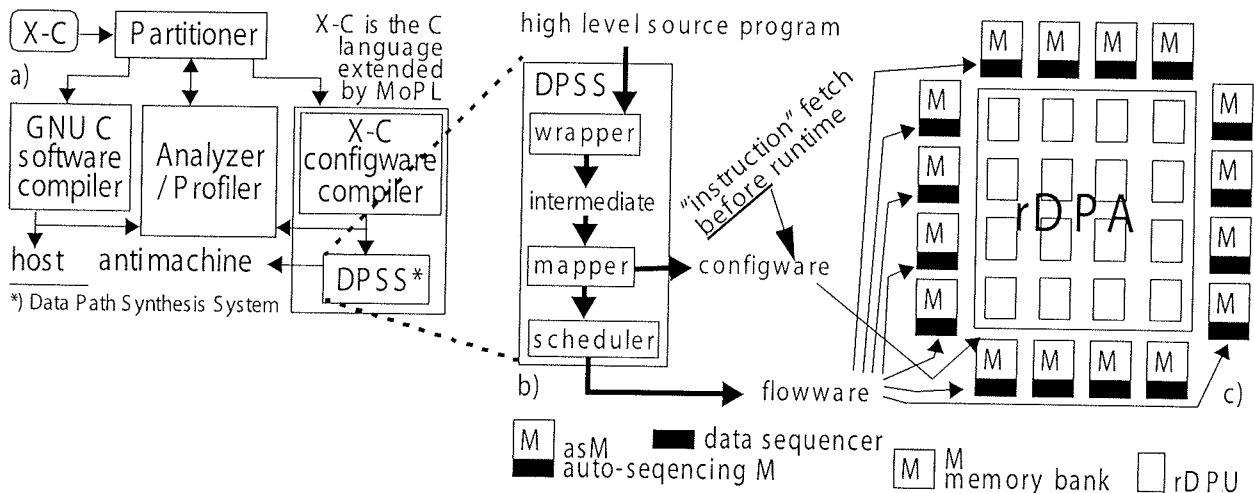 X-C
Partitioner
X-C is the C
language
extended
by MoPL
a)
GNU C
software
compiler
Analyzer
/ Profiler
X-C
configware
compiler
host
antimachine
DPSS*
*) Data Path Synthesis System
high level source program
DPSS
wrapper
intermediate
mapper
scheduler
b)
"instruction" fetch
before runtime
configware
flowware
M
M
M
M
M
M
M
M
M
M
M
M
rDPA
M
M
M
M
c)
M
asM
auto-seqencing M
data sequencer
M
M
memory bank
rDPU